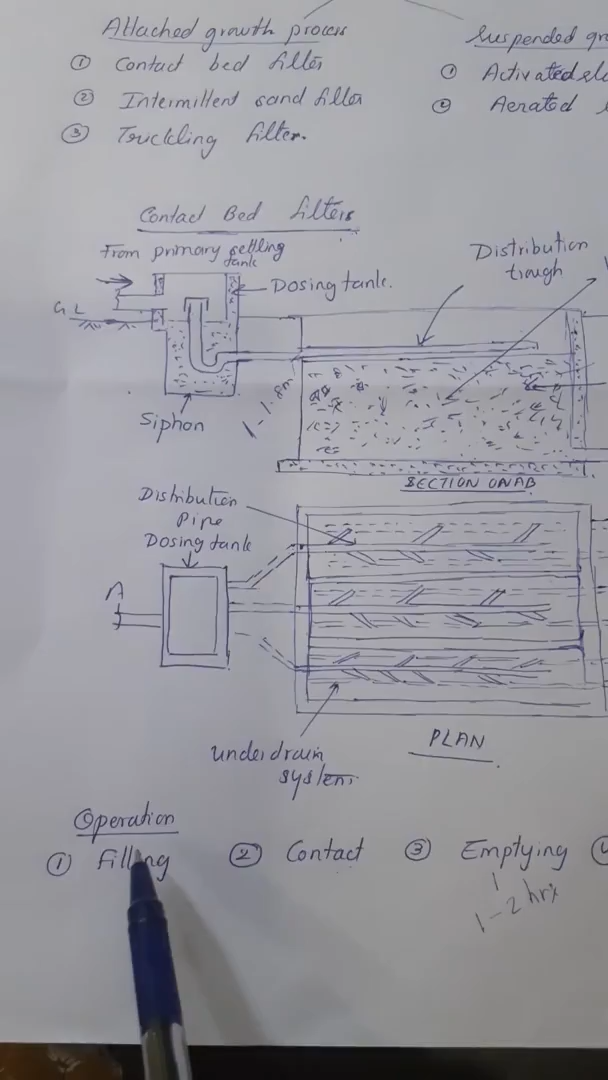 Attached growth process
① Contact bed filter
② Intermittent sand filter
③ Truckling filter.
Suspended
① Activated
② Aerated
Contact Bed filters
From primary settling
tank
Dosing tank.
G L
Siphon
1-1.8m
Distribution
trough
SECTION ON AB
Distribution
pipe
Dosing tank
A
Underdrain
system
PLAN
Operation
① Filling ② Contact ③ Emptying
1-2 hrs